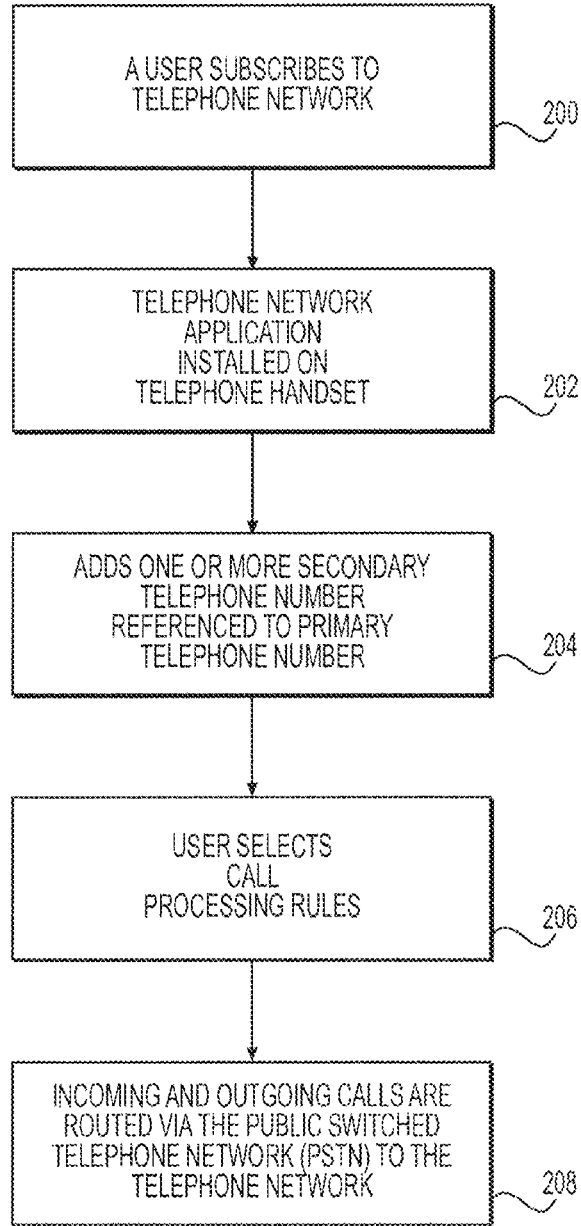 A USER SUBSCRIBES TO
TELEPHONE NETWORK
200
TELEPHONE NETWORK
APPLICATION
INSTALLED ON
TELEPHONE HANDSET
202
ADDS ONE OR MORE SECONDARY
TELEPHONE NUMBER
REFERENCED TO PRIMARY
TELEPHONE NUMBER
204
USER SELECTS
CALL
PROCESSING RULES
206
INCOMING AND OUTGOING CALLS ARE
ROUTED VIA THE PUBLIC SWITCHED
TELEPHONE NETWORK (PSTN) TO THE
TELEPHONE NETWORK
208